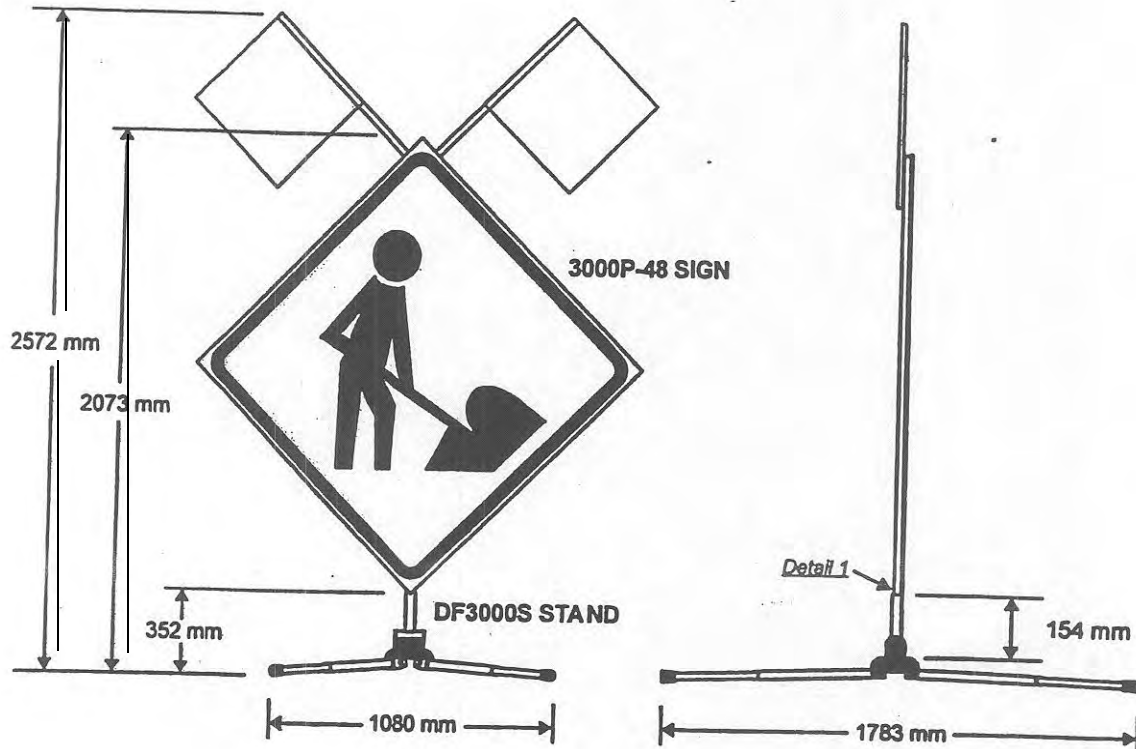 3000P-48 SIGN
2572 mm
2073 mm
Detail 1
352 mm
DF3000S STAND
154 mm
1080 mm
1783 mm